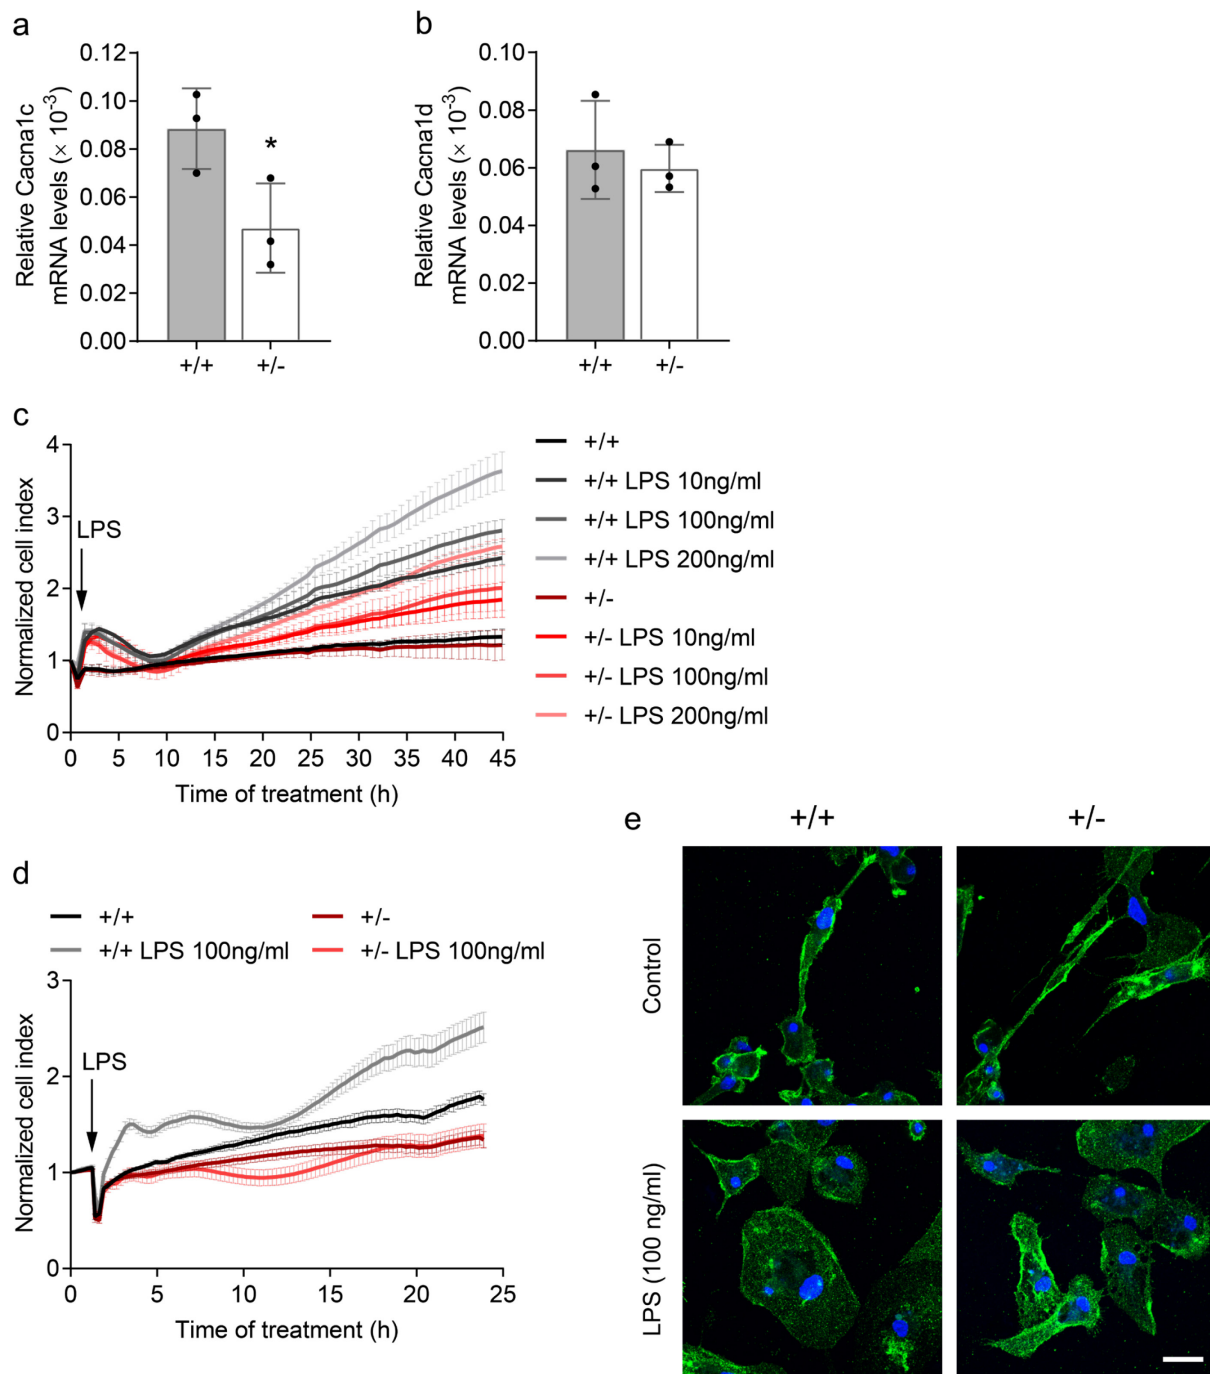 a
Relative Cacna1c
mRNA levels (× 10⁻³)
0.12
0.10
0.08
0.06
0.04
0.02
0.00
*
+/+
+/-
b
Relative Cacna1d
mRNA levels (× 10⁻³)
0.10
0.08
0.06
0.04
0.02
0.00
+/+
+/-
c
Normalized cell index
4
3
2
1
0
LPS
0 5 10 15 20 25 30 35 40 45
Time of treatment (h)
+/+
+/+ LPS 10ng/ml
+/+ LPS 100ng/ml
+/+ LPS 200ng/ml
+/-
+/- LPS 10ng/ml
+/- LPS 100ng/ml
+/- LPS 200ng/ml
d
+/+
+/-
+/+ LPS 100ng/ml
+/- LPS 100ng/ml
Normalized cell index
3
2
1
0
LPS
0 5 10 15 20 25
Time of treatment (h)
e
+/+
+/-
Control
LPS (100 ng/ml)